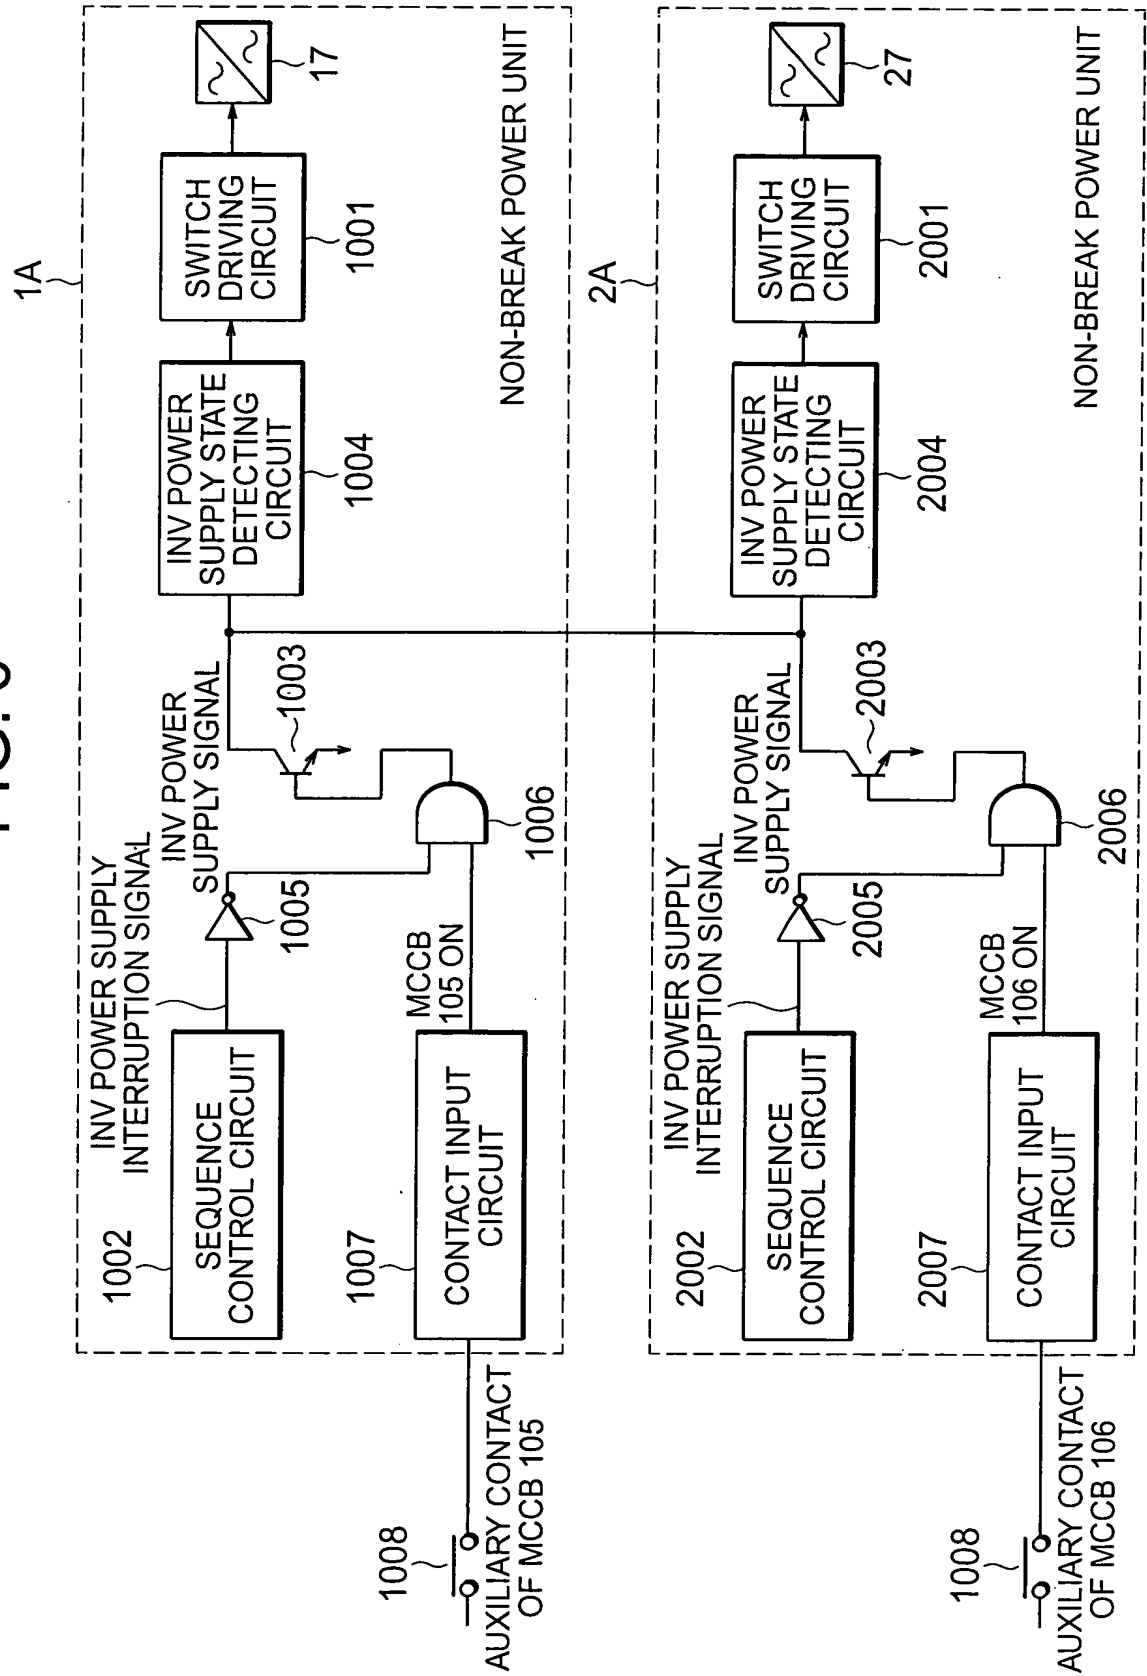 1A
INV POWER SUPPLY
INTERRUPTION SIGNAL
1002
SEQUENCE
CONTROL CIRCUIT
1005
INV POWER
SUPPLY SIGNAL
1003
INV POWER
SUPPLY STATE
DETECTING
CIRCUIT
1004
SWITCH
DRIVING
CIRCUIT
1001
17
1007
CONTACT INPUT
CIRCUIT
MCCB
105 ON
1006
NON-BREAK POWER UNIT
1008
AUXILIARY CONTACT
OF MCCB 105
2A
INV POWER SUPPLY
INTERRUPTION SIGNAL
2002
SEQUENCE
CONTROL CIRCUIT
2005
INV POWER
SUPPLY SIGNAL
2003
INV POWER
SUPPLY STATE
DETECTING
CIRCUIT
2004
SWITCH
DRIVING
CIRCUIT
2001
27
2007
CONTACT INPUT
CIRCUIT
MCCB
106 ON
2006
NON-BREAK POWER UNIT
1008
AUXILIARY CONTACT
OF MCCB 106